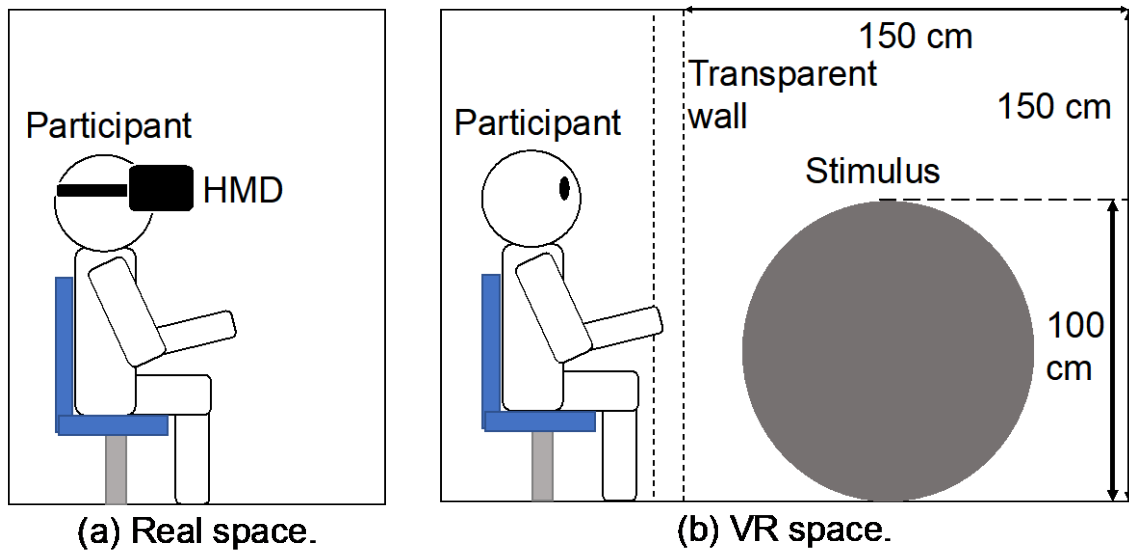 Participant
HMD
(a) Real space.
150 cm
Transparent
wall
150 cm
Participant
Stimulus
100
cm
(b) VR space.